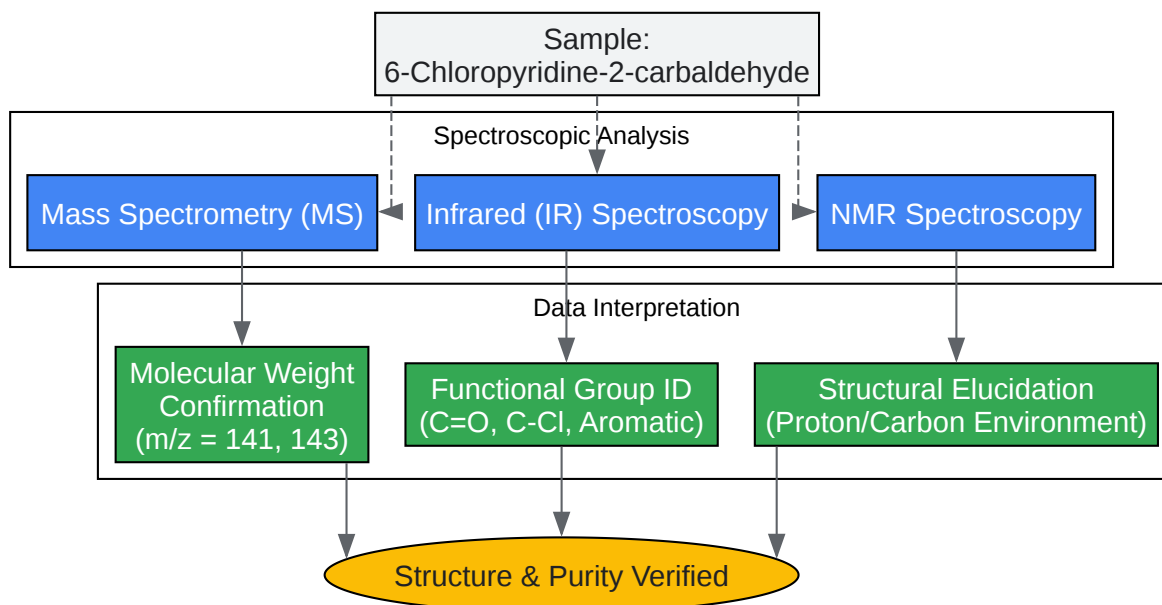 Sample:
6-Chloropyridine-2-carbaldehyde
Spectroscopic Analysis
Mass Spectrometry (MS)
Infrared (IR) Spectroscopy
NMR Spectroscopy
Data Interpretation
Molecular Weight
Confirmation
(m/z = 141, 143)
Functional Group ID
(C=O, C-Cl, Aromatic)
Structural Elucidation
(Proton/Carbon Environment)
Structure & Purity Verified